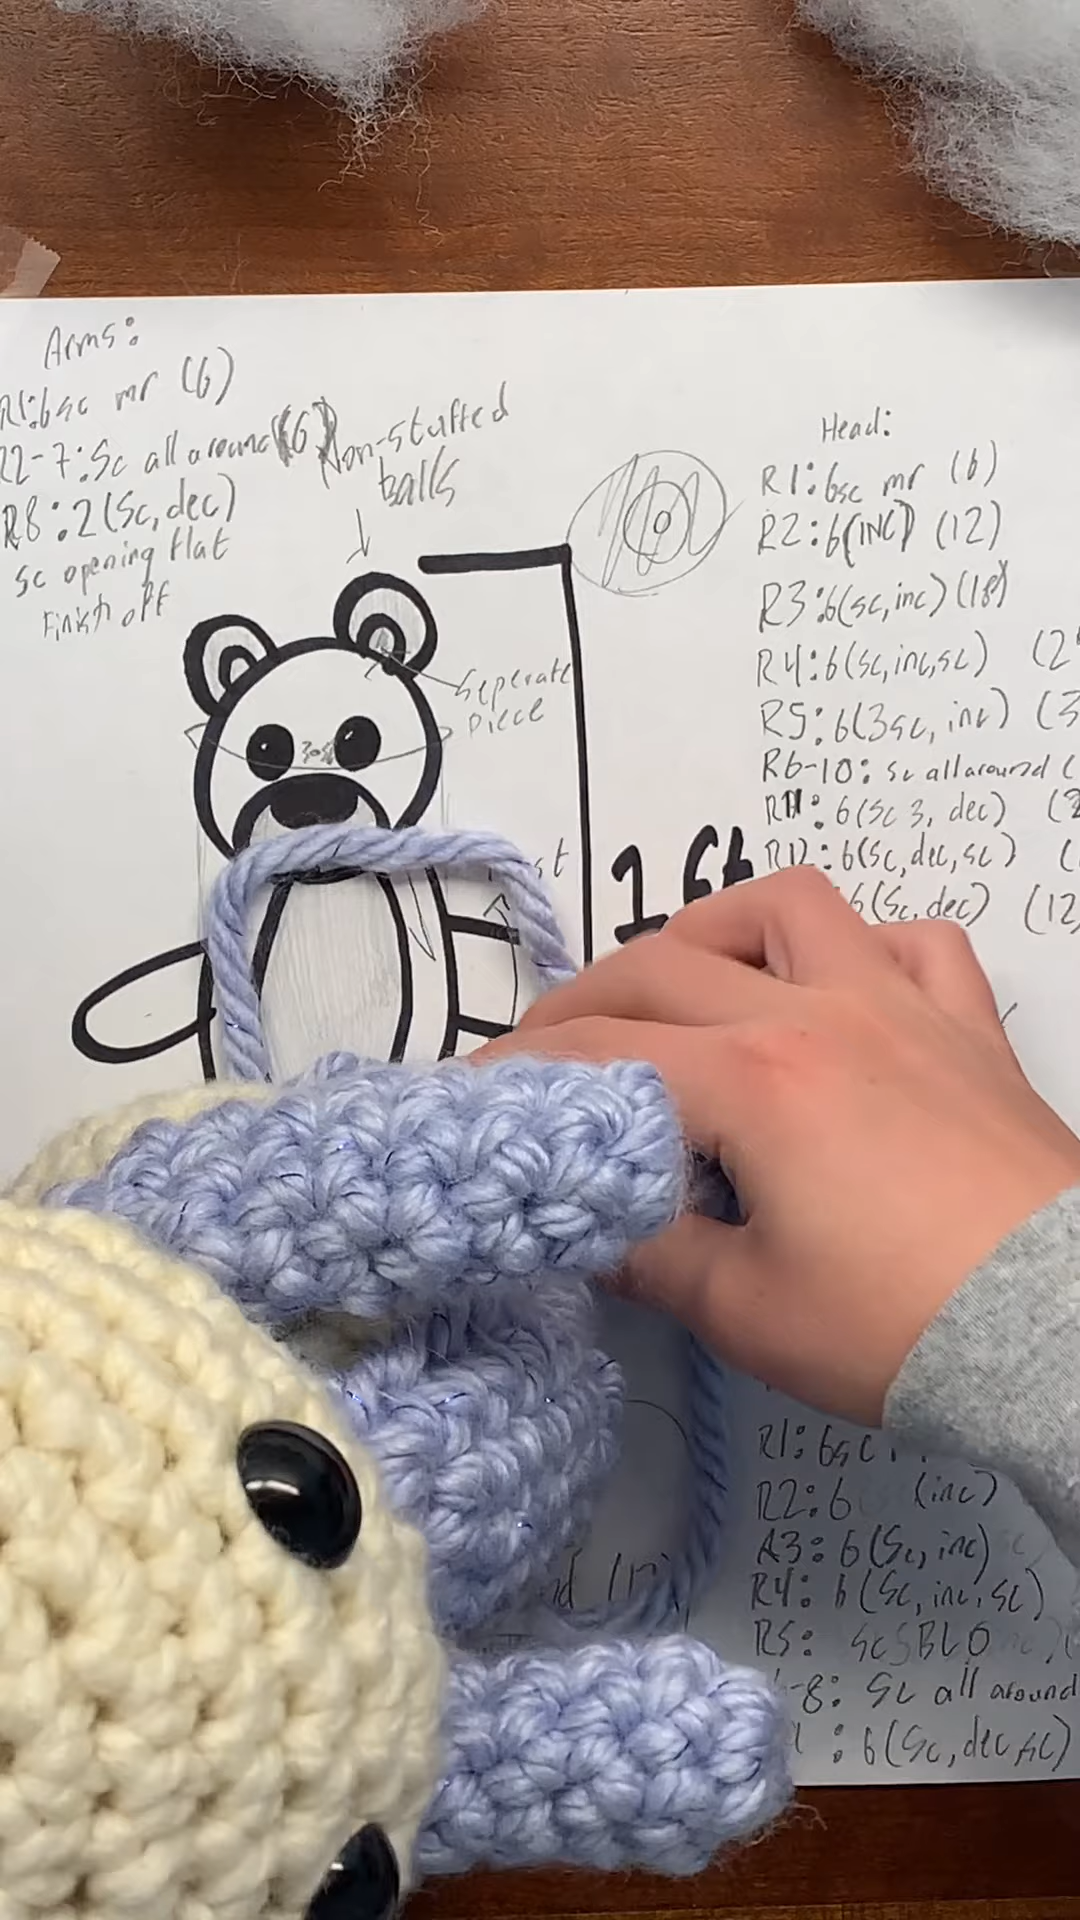 Arms:
R1:6sc mr (6)
R2-7:Sc all around (6)
R8:2(Sc,dec)
sc opening flat
Finish off
Non-stuffed
balls
Seperate
piece
Head:
R1:6sc mr (6)
R2:6(INC) (12)
R3:6(sc,inc)(18)
R4:6(sc,inc,sc)
R5:6(3sc,inc)
R6-10: sc all around
R11: 6(sc 3, dec)
R12:6(sc,dec,sc)
6(sc,dec) (12)
R1:6sc
R2:6 (inc)
R3:6(Sc,inc)
R4: 6(sc,inc,sc)
R5: sc BLO
-8: Sc all around
:6(sc,dec,sc)